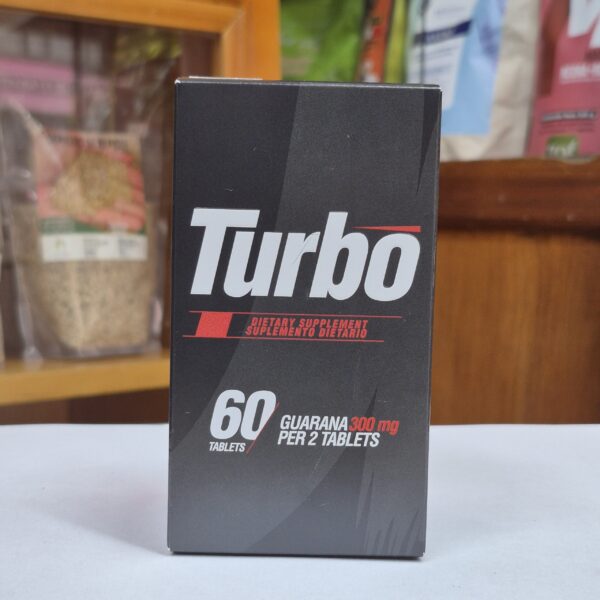 Turbo
DIETARY SUPPLEMENT
SUPLEMENTO DIETARIO
60
TABLETS
GUARANA 300 mg
PER 2 TABLETS